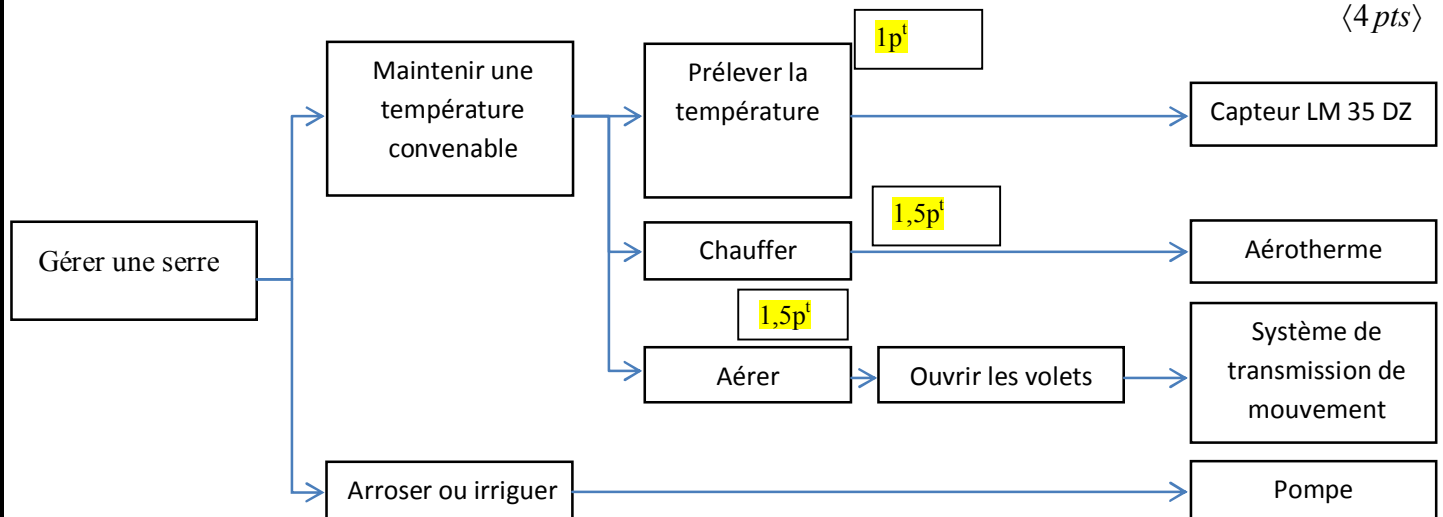 ⟨4 pts⟩
1pᵗ
Maintenir une
température
convenable
Prélever la
température
Capteur LM 35 DZ
1,5pᵗ
Gérer une serre
Chauffer
Aérotherme
1,5pᵗ
Aérer
Ouvrir les volets
Système de
transmission de
mouvement
Arroser ou irriguer
Pompe